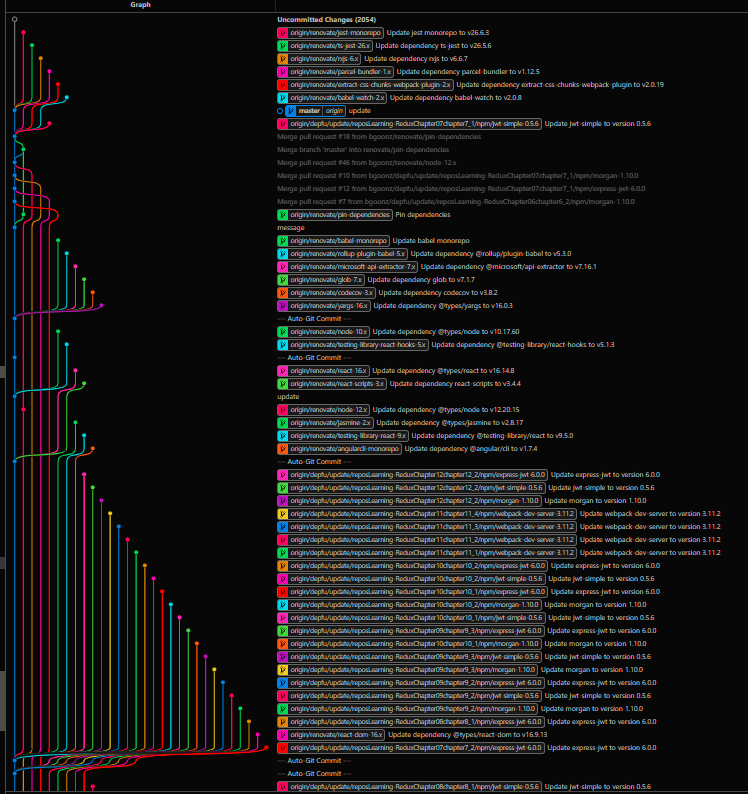 Graph
Uncommitted Changes (2054)
origin/renovate/jest-monorepo Update jest monorepo to v26.6.3
origin/renovate/ts-jest-26.x Update dependency ts-jest to v26.5.6
origin/renovate/rxjs-6.x Update dependency rxjs to v6.6.7
origin/renovate/parcel-bundler-1.x Update dependency parcel-bundler to v1.12.5
origin/renovate/extract-css-chunks-webpack-plugin-2.x Update dependency extract-css-chunks-webpack-plugin to v2.0.19
origin/renovate/babel-watch-2.x Update dependency babel-watch to v2.0.8
master origin update
origin/depfu/update/reposLearning-ReduxChapter07chapter7_1/npm/jwt-simple-0.5.6 Update jwt-simple to version 0.5.6
Merge pull request #18 from bgoonz/renovate/pin-dependencies
Merge branch 'master' into renovate/pin-dependencies
Merge pull request #46 from bgoonz/renovate/node-12.x
Merge pull request #10 from bgoonz/depfu/update/reposLearning-ReduxChapter07chapter7_1/npm/morgan-1.10.0
Merge pull request #12 from bgoonz/depfu/update/reposLearning-ReduxChapter07chapter7_1/npm/express-jwt-6.0.0
Merge pull request #7 from bgoonz/depfu/update/reposLearning-ReduxChapter06chapter6_2/npm/morgan-1.10.0
origin/renovate/pin-dependencies Pin dependencies
message
origin/renovate/babel-monorepo Update babel monorepo
origin/renovate/rollup-plugin-babel-5.x Update dependency @rollup/plugin-babel to v5.3.0
origin/renovate/microsoft-api-extractor-7.x Update dependency @microsoft/api-extractor to v7.16.1
origin/renovate/glob-7.x Update dependency glob to v7.1.7
origin/renovate/codecov-3.x Update dependency codecov to v3.8.2
origin/renovate/yargs-16.x Update dependency @types/yargs to v16.0.3
--- Auto-Git Commit ---
origin/renovate/node-10.x Update dependency @types/node to v10.17.60
origin/renovate/testing-library-react-hooks-5.x Update dependency @testing-library/react-hooks to v5.1.3
--- Auto-Git Commit ---
origin/renovate/react-16.x Update dependency @types/react to v16.14.8
origin/renovate/react-scripts-3.x Update dependency react-scripts to v3.4.4
update
origin/renovate/node-12.x Update dependency @types/node to v12.20.15
origin/renovate/jasmine-2.x Update dependency @types/jasmine to v2.8.17
origin/renovate/testing-library-react-9.x Update dependency @testing-library/react to v9.5.0
origin/renovate/angularcli-monorepo Update dependency @angular/cli to v1.7.4
--- Auto-Git Commit ---
origin/depfu/update/reposLearning-ReduxChapter12chapter12_2/npm/express-jwt-6.0.0 Update express-jwt to version 6.0.0
origin/depfu/update/reposLearning-ReduxChapter12chapter12_2/npm/jwt-simple-0.5.6 Update jwt-simple to version 0.5.6
origin/depfu/update/reposLearning-ReduxChapter12chapter12_2/npm/morgan-1.10.0 Update morgan to version 1.10.0
origin/depfu/update/reposLearning-ReduxChapter11chapter11_4/npm/webpack-dev-server-3.11.2 Update webpack-dev-server to version 3.11.2
origin/depfu/update/reposLearning-ReduxChapter11chapter11_3/npm/webpack-dev-server-3.11.2 Update webpack-dev-server to version 3.11.2
origin/depfu/update/reposLearning-ReduxChapter11chapter11_2/npm/webpack-dev-server-3.11.2 Update webpack-dev-server to version 3.11.2
origin/depfu/update/reposLearning-ReduxChapter11chapter11_1/npm/webpack-dev-server-3.11.2 Update webpack-dev-server to version 3.11.2
origin/depfu/update/reposLearning-ReduxChapter10chapter10_2/npm/express-jwt-6.0.0 Update express-jwt to version 6.0.0
origin/depfu/update/reposLearning-ReduxChapter10chapter10_2/npm/jwt-simple-0.5.6 Update jwt-simple to version 0.5.6
origin/depfu/update/reposLearning-ReduxChapter10chapter10_1/npm/express-jwt-6.0.0 Update express-jwt to version 6.0.0
origin/depfu/update/reposLearning-ReduxChapter10chapter10_2/npm/morgan-1.10.0 Update morgan to version 1.10.0
origin/depfu/update/reposLearning-ReduxChapter10chapter10_1/npm/jwt-simple-0.5.6 Update jwt-simple to version 0.5.6
origin/depfu/update/reposLearning-ReduxChapter09chapter9_3/npm/express-jwt-6.0.0 Update express-jwt to version 6.0.0
origin/depfu/update/reposLearning-ReduxChapter10chapter10_1/npm/morgan-1.10.0 Update morgan to version 1.10.0
origin/depfu/update/reposLearning-ReduxChapter09chapter9_3/npm/jwt-simple-0.5.6 Update jwt-simple to version 0.5.6
origin/depfu/update/reposLearning-ReduxChapter09chapter9_3/npm/morgan-1.10.0 Update morgan to version 1.10.0
origin/depfu/update/reposLearning-ReduxChapter09chapter9_2/npm/express-jwt-6.0.0 Update express-jwt to version 6.0.0
origin/depfu/update/reposLearning-ReduxChapter09chapter9_2/npm/jwt-simple-0.5.6 Update jwt-simple to version 0.5.6
origin/depfu/update/reposLearning-ReduxChapter09chapter9_2/npm/morgan-1.10.0 Update morgan to version 1.10.0
origin/depfu/update/reposLearning-ReduxChapter08chapter8_1/npm/express-jwt-6.0.0 Update express-jwt to version 6.0.0
origin/renovate/react-dom-16.x Update dependency @types/react-dom to v16.9.13
origin/depfu/update/reposLearning-ReduxChapter07chapter7_2/npm/express-jwt-6.0.0 Update express-jwt to version 6.0.0
--- Auto-Git Commit ---
--- Auto-Git Commit ---
origin/depfu/update/reposLearning-ReduxChapter08chapter8_1/npm/jwt-simple-0.5.6 Update jwt-simple to version 0.5.6